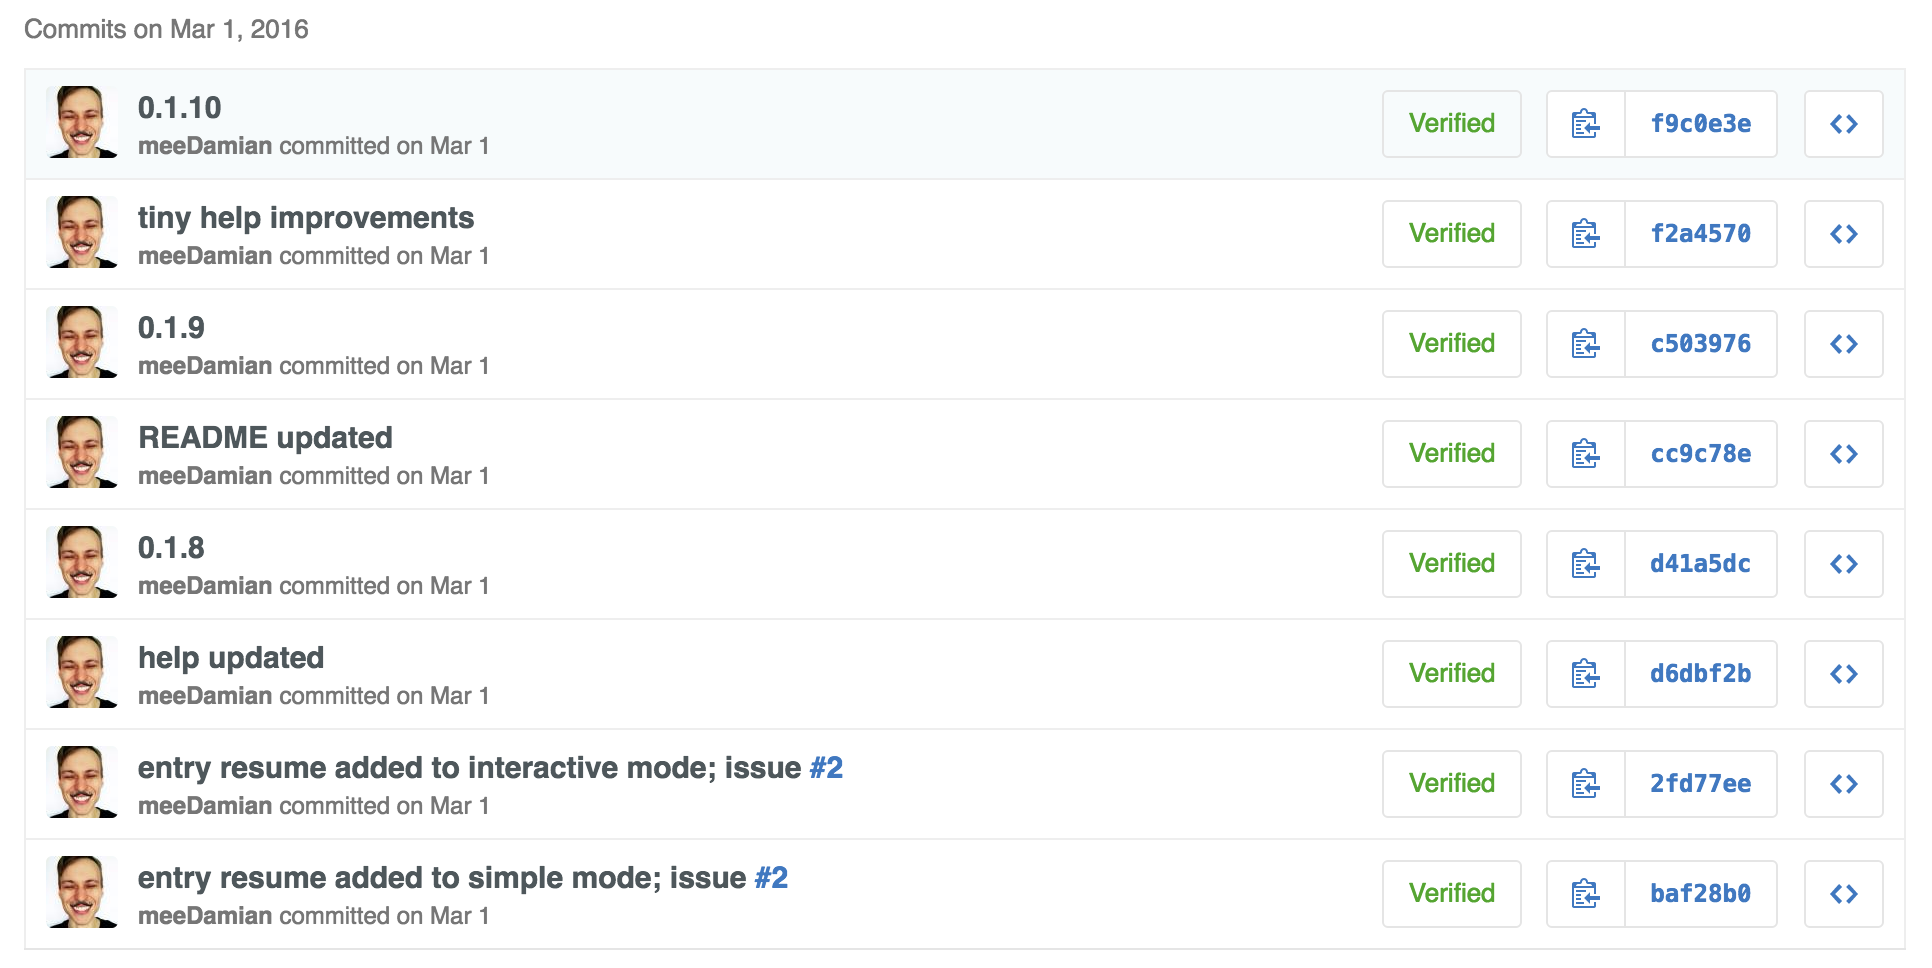 Commits on Mar 1, 2016
0.1.10
meeDamian committed on Mar 1
Verified
f9c0e3e
tiny help improvements
meeDamian committed on Mar 1
Verified
f2a4570
0.1.9
meeDamian committed on Mar 1
Verified
c503976
README updated
meeDamian committed on Mar 1
Verified
cc9c78e
0.1.8
meeDamian committed on Mar 1
Verified
d41a5dc
help updated
meeDamian committed on Mar 1
Verified
d6dbf2b
entry resume added to interactive mode; issue #2
meeDamian committed on Mar 1
Verified
2fd77ee
entry resume added to simple mode; issue #2
meeDamian committed on Mar 1
Verified
baf28b0